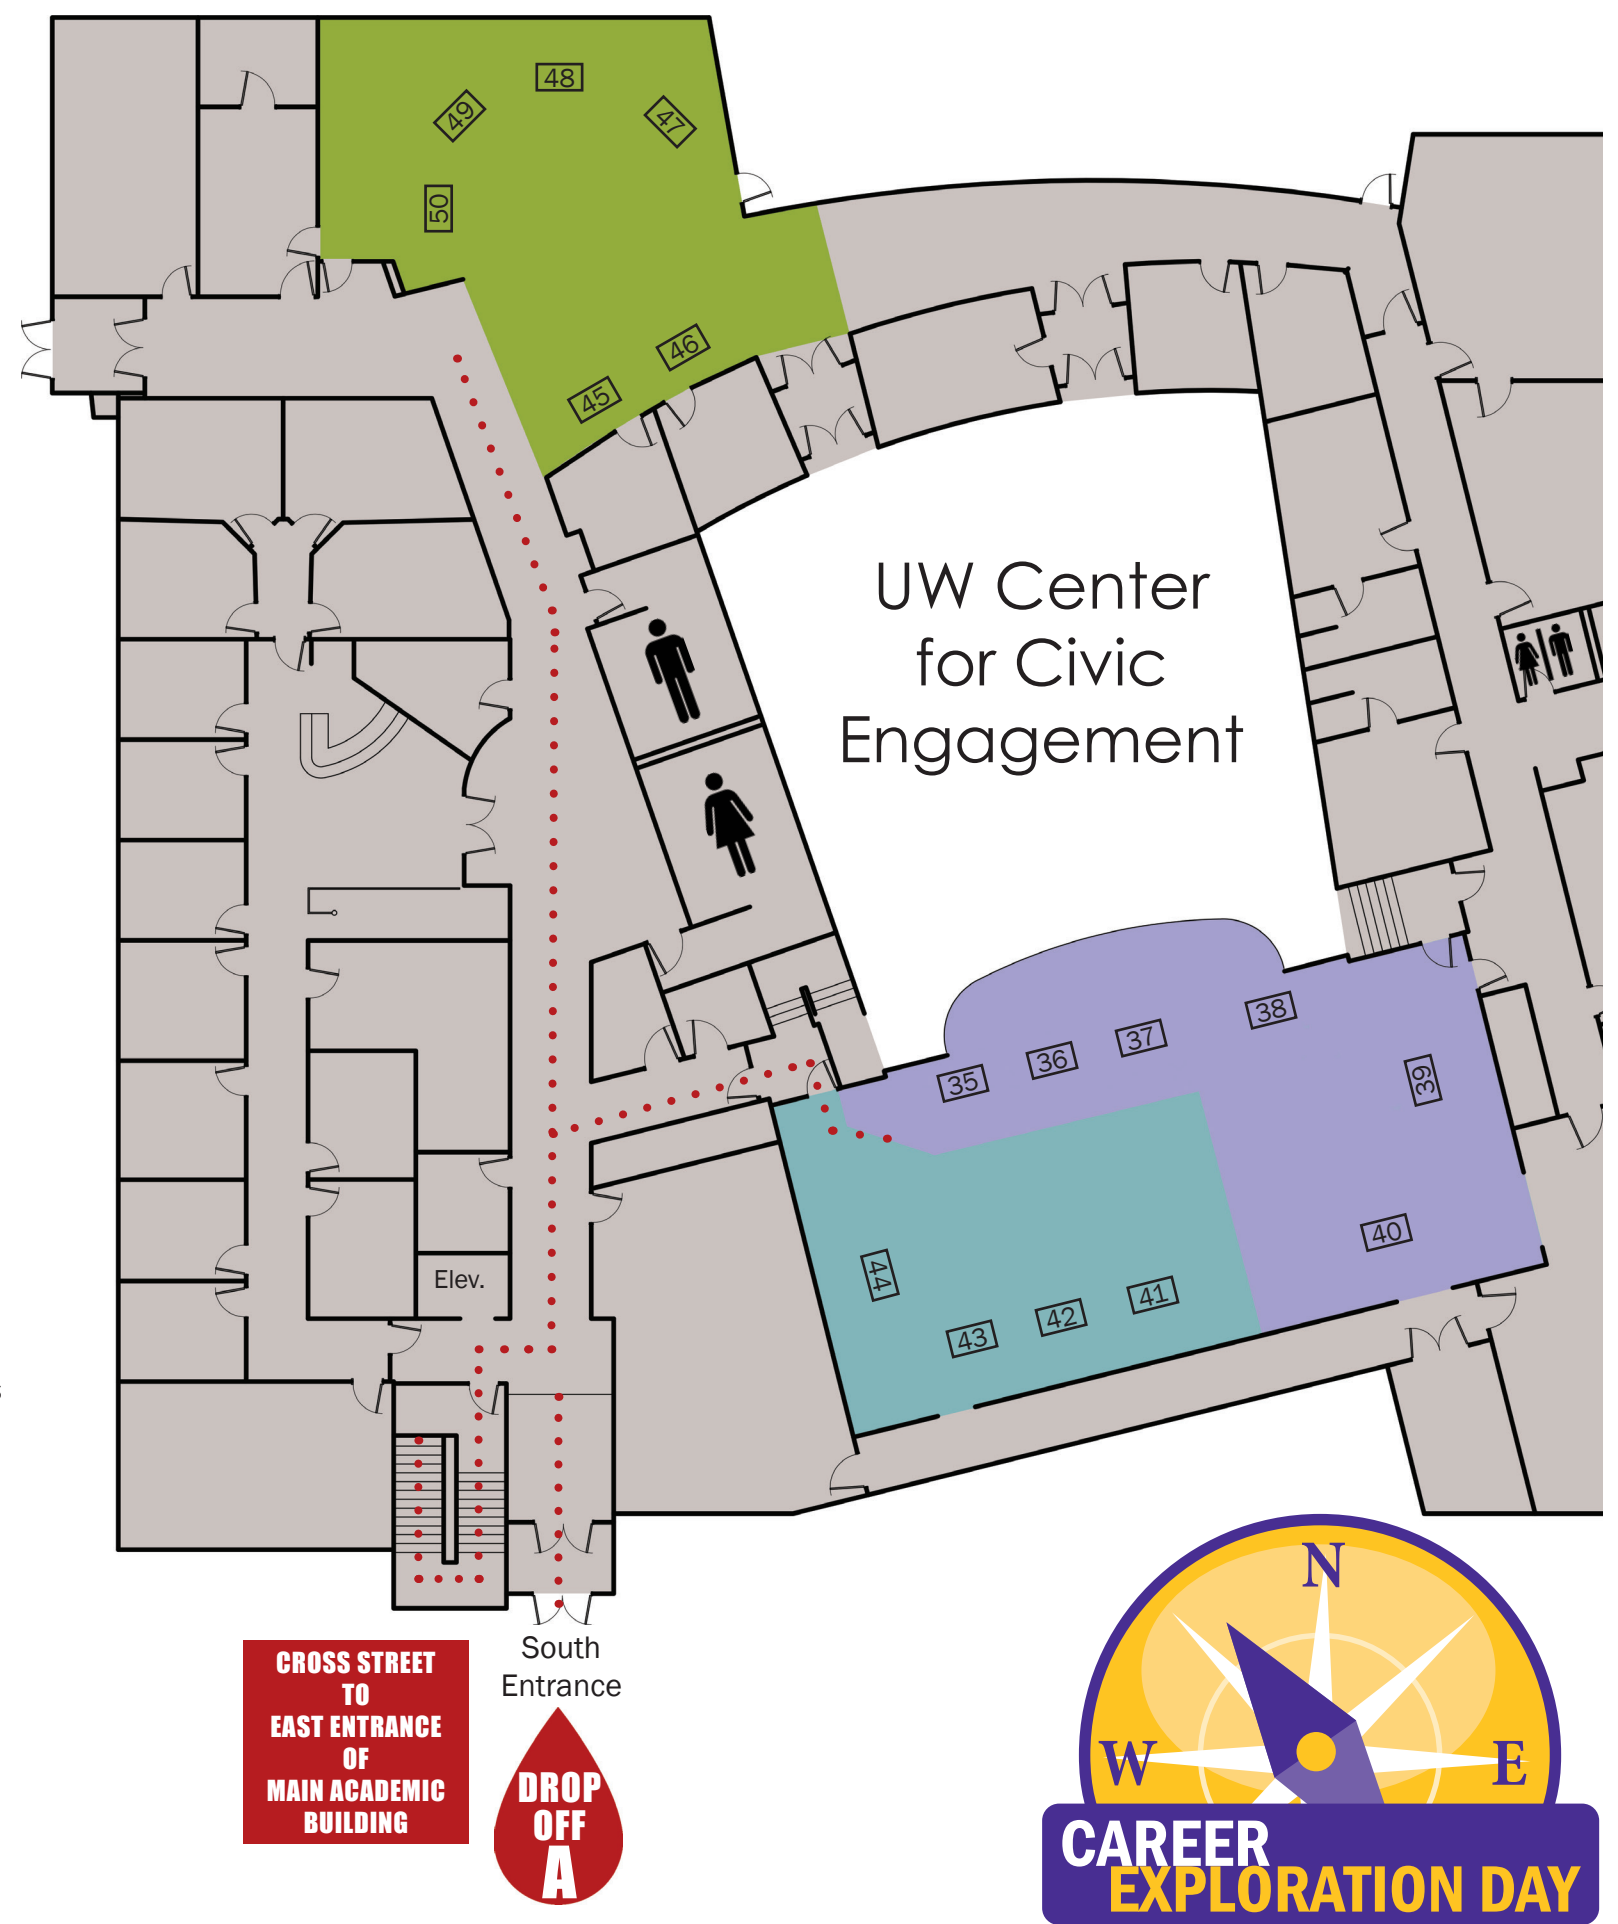 48
49
47
50
46
45
UW Center
for Civic
Engagement
38
37
36
35
39
40
44
41
42
43
Elev.
South
Entrance
CROSS STREET
TO
EAST ENTRANCE
OF
MAIN ACADEMIC
BUILDING
DROP
OFF
A
N
W
E
CAREER
EXPLORATION DAY